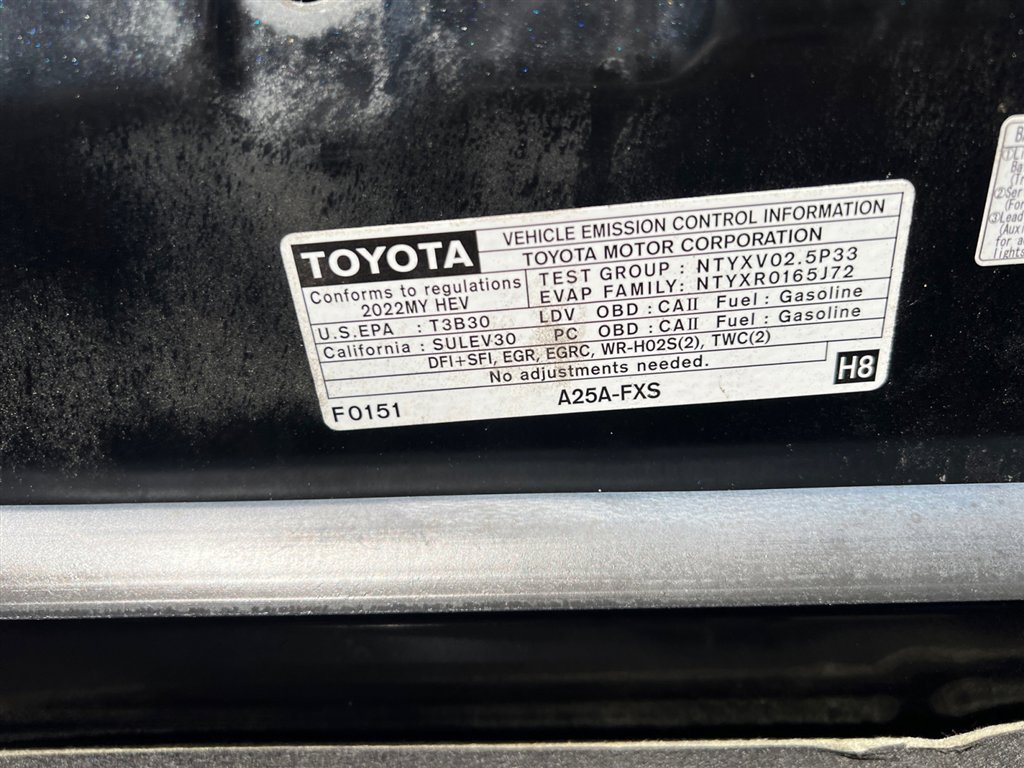 TOYOTA
VEHICLE EMISSION CONTROL INFORMATION
TOYOTA MOTOR CORPORATION
Conforms to regulations
2022MY HEV
TEST GROUP : NTYXV02.5P33
EVAP FAMILY: NTYXR0165J72
U.S.EPA : T3B30 LDV OBD : CAII Fuel : Gasoline
California : SULEV30 PC OBD : CAII Fuel : Gasoline
DFI+SFI, EGR, EGRC, WR-HO2S(2), TWC(2)
No adjustments needed.
H8
F0151
A25A-FXS